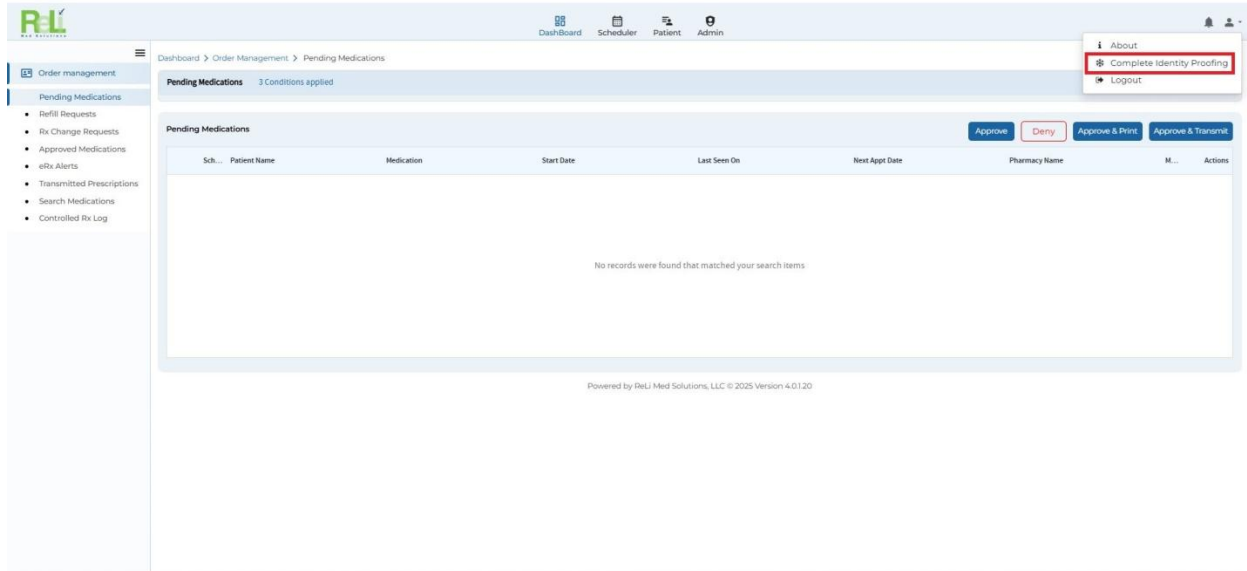 ReLi
Med Solutions
DashBoard Scheduler Patient Admin
About
Complete Identity Proofing
Logout
Order management
Pending Medications
Refill Requests
Rx Change Requests
Approved Medications
eRx Alerts
Transmitted Prescriptions
Search Medications
Controlled Rx Log
Dashboard > Order Management > Pending Medications
Pending Medications 3 Conditions applied
Pending Medications Approve Deny Approve & Print Approve & Transmit
Sch... Patient Name Medication Start Date Last Seen On Next Appt Date Pharmacy Name M... Actions
No records were found that matched your search items
Powered by ReLi Med Solutions, LLC © 2025 Version 4.0.1.20